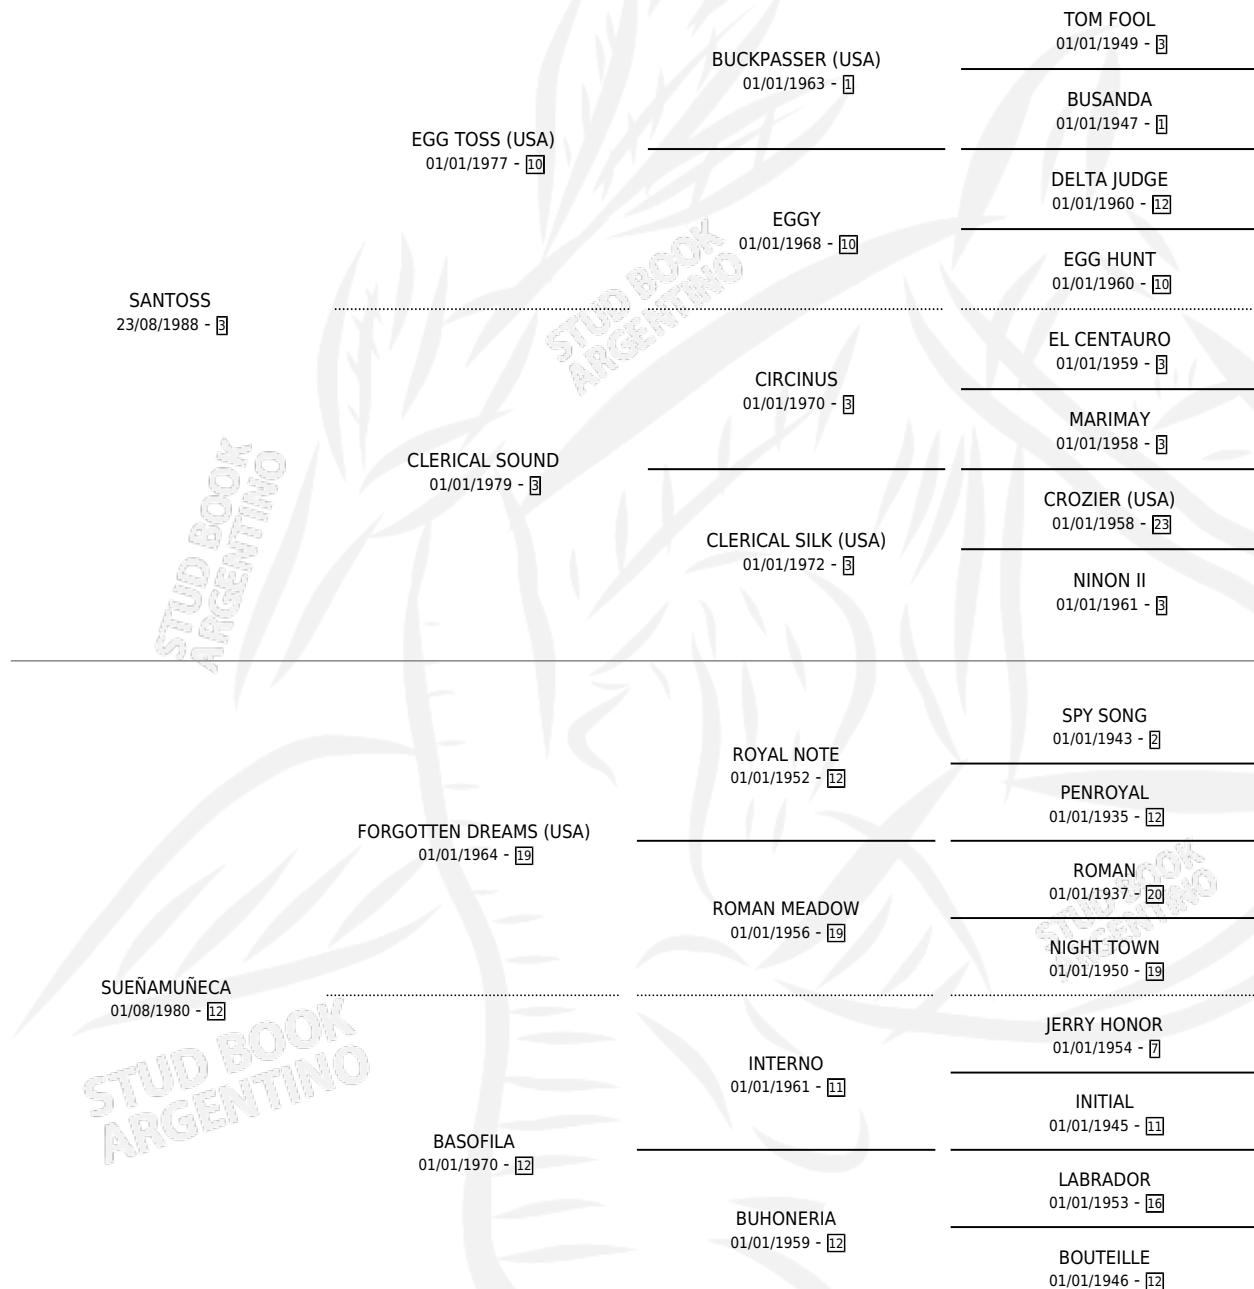 TOM FOOL
01/01/1949 - 3
BUCKPASSER (USA)
01/01/1963 - 1
BUSANDA
01/01/1947 - 1
EGG TOSS (USA)
01/01/1977 - 10
DELTA JUDGE
01/01/1960 - 12
EGGY
01/01/1968 - 10
EGG HUNT
01/01/1960 - 10
SANTOSS
23/08/1988 - 3
EL CENTAURO
01/01/1959 - 3
CIRCINUS
01/01/1970 - 3
MARIMAY
01/01/1958 - 3
CLERICAL SOUND
01/01/1979 - 3
CROZIER (USA)
01/01/1958 - 23
CLERICAL SILK (USA)
01/01/1972 - 3
NINON II
01/01/1961 - 3
SPY SONG
01/01/1943 - 2
ROYAL NOTE
01/01/1952 - 12
PENROYAL
01/01/1935 - 12
FORGOTTEN DREAMS (USA)
01/01/1964 - 19
ROMAN
01/01/1937 - 20
ROMAN MEADOW
01/01/1956 - 19
NIGHT TOWN
01/01/1950 - 19
SUEÑAMUÑECA
01/08/1980 - 12
JERRY HONOR
01/01/1954 - 7
INTERNO
01/01/1961 - 11
INITIAL
01/01/1945 - 11
BASOFILA
01/01/1970 - 12
LABRADOR
01/01/1953 - 16
BUHONERIA
01/01/1959 - 12
BOUTEILLE
01/01/1946 - 12
STUD BOOK
ARGENTINO
STUD BOOK
ARGENTINO
STUD BOOK
ARGENTINO
STUD BOOK
ARGENTINO